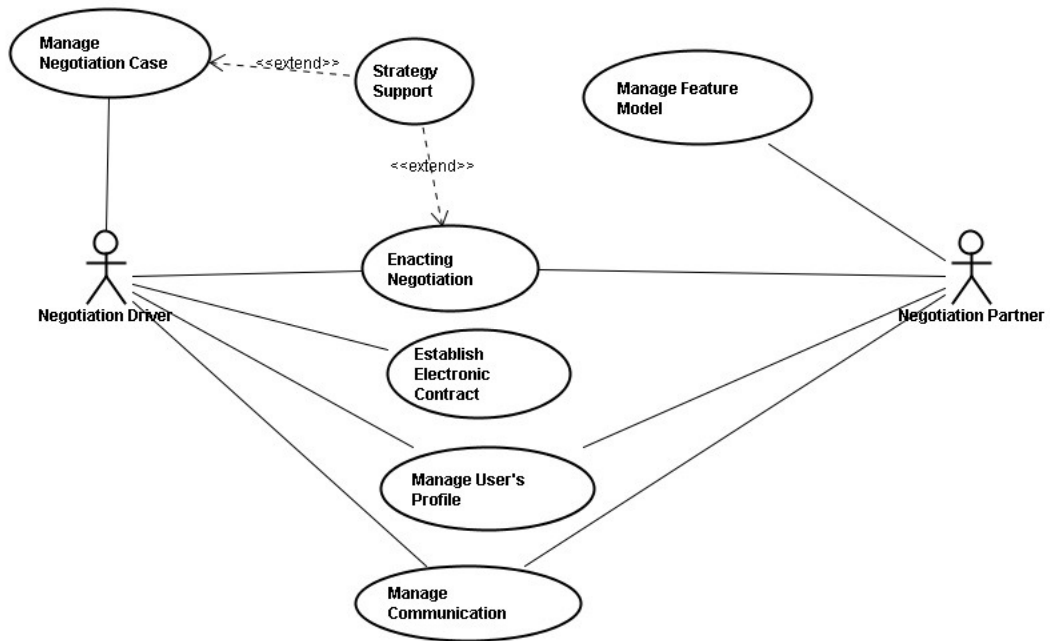 Manage
Negotiation Case
<<extend>>
Strategy
Support
Manage Feature
Model
<<extend>>
Enacting
Negotiation
Negotiation Driver
Negotiation Partner
Establish
Electronic
Contract
Manage User's
Profile
Manage
Communication